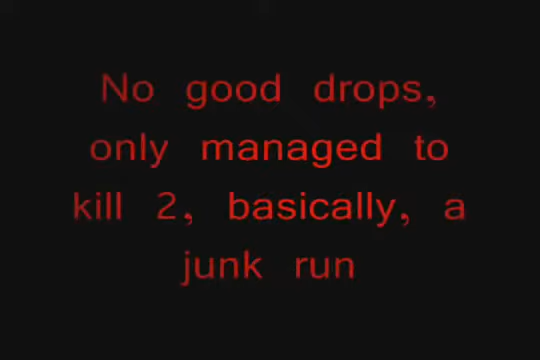 No good drops,
only managed to
kill 2, basically, a
junk run